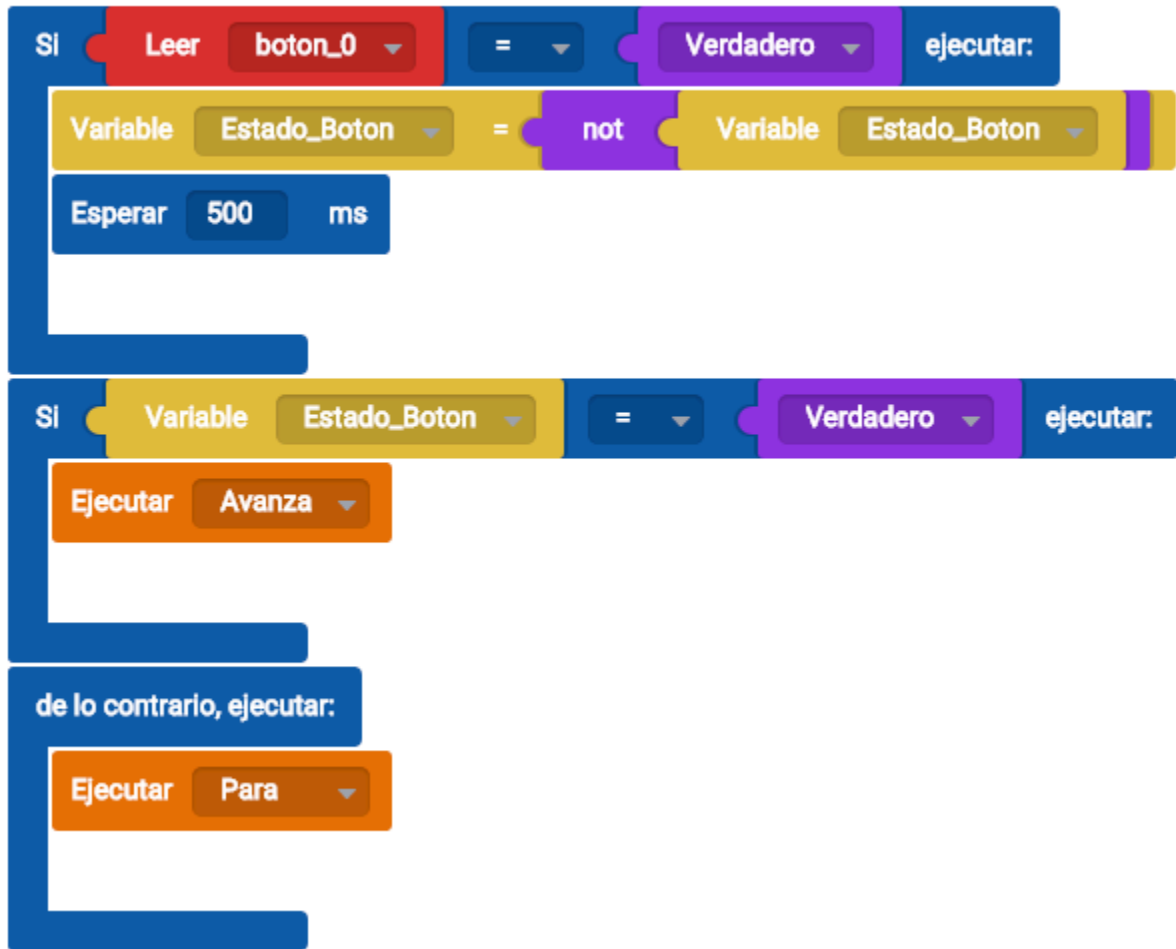 Si Leer boton_0 = Verdadero ejecutar:
Variable Estado_Boton = not Variable Estado_Boton
Esperar 500 ms
Si Variable Estado_Boton = Verdadero ejecutar:
Ejecutar Avanza
de lo contrario, ejecutar:
Ejecutar Para